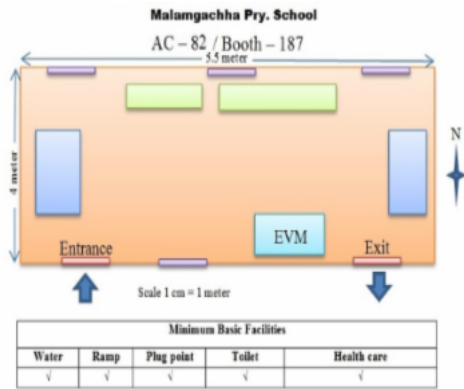 Malamgachha Pry. School
AC – 82 / Booth – 187
5.5 meter
4 meter
N
EVM
Entrance
Exit
Scale 1 cm = 1 meter
Minimum Basic Facilities
Water Ramp Plug point Toilet Health care
√ √ √ √ √